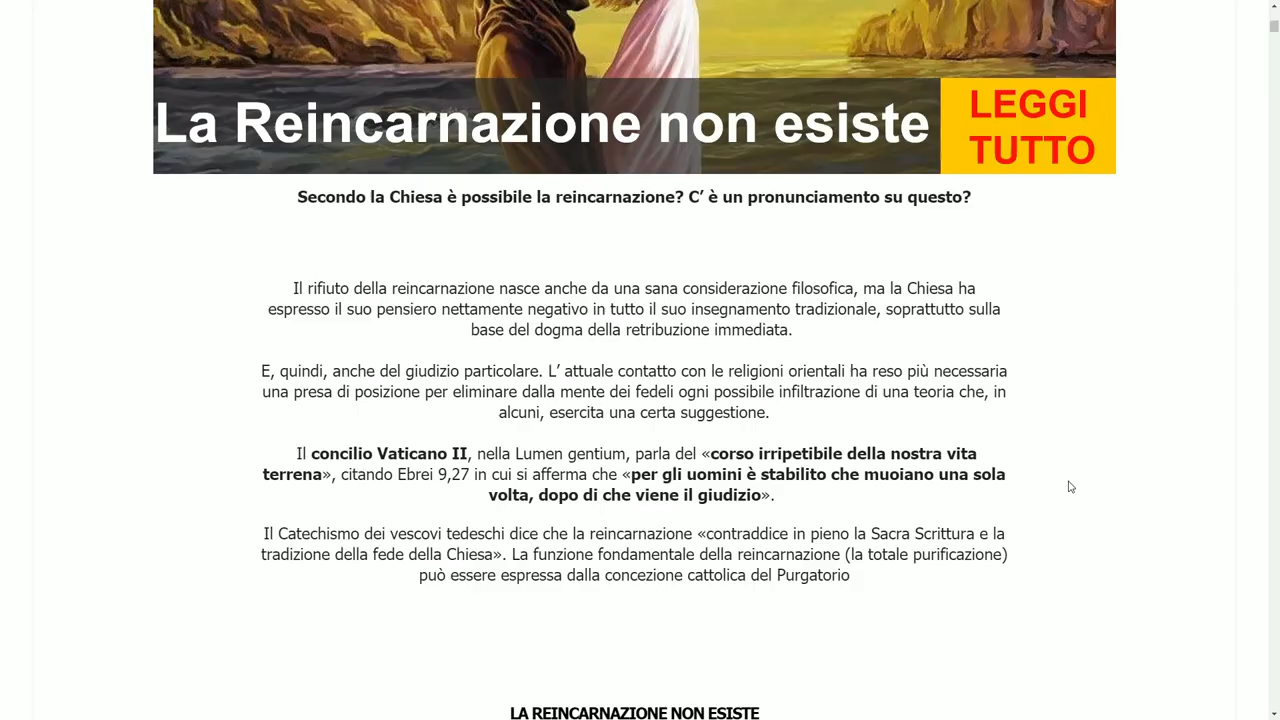 La Reincarnazione non esiste
LEGGI
TUTTO
Secondo la Chiesa è possibile la reincarnazione? C’ è un pronunciamento su questo?
Il rifiuto della reincarnazione nasce anche da una sana considerazione filosofica, ma la Chiesa ha
espresso il suo pensiero nettamente negativo in tutto il suo insegnamento tradizionale, soprattutto sulla
base del dogma della retribuzione immediata.
E, quindi, anche del giudizio particolare. L’ attuale contatto con le religioni orientali ha reso più necessaria
una presa di posizione per eliminare dalla mente dei fedeli ogni possibile infiltrazione di una teoria che, in
alcuni, esercita una certa suggestione.
Il concilio Vaticano II, nella Lumen gentium, parla del «corso irripetibile della nostra vita
terrena», citando Ebrei 9,27 in cui si afferma che «per gli uomini è stabilito che muoiano una sola
volta, dopo di che viene il giudizio».
Il Catechismo dei vescovi tedeschi dice che la reincarnazione «contraddice in pieno la Sacra Scrittura e la
tradizione della fede della Chiesa». La funzione fondamentale della reincarnazione (la totale purificazione)
può essere espressa dalla concezione cattolica del Purgatorio
LA REINCARNAZIONE NON ESISTE